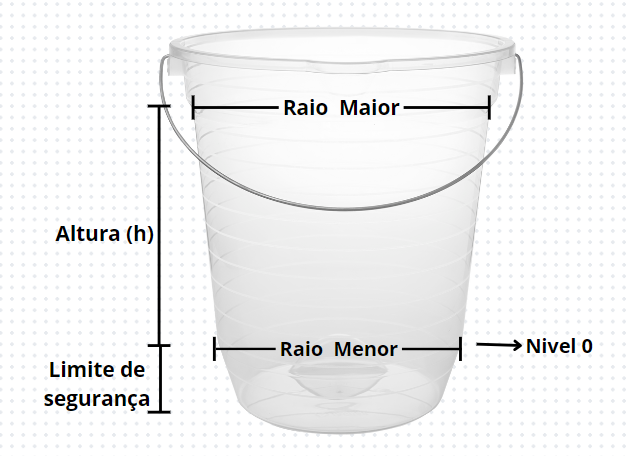 Raio Maior
Altura (h)
Raio Menor
Nivel 0
Limite de
segurança